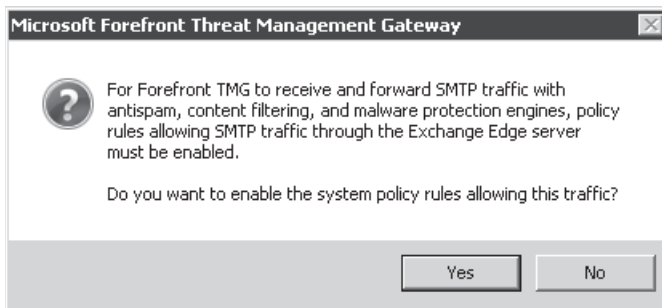 Microsoft Forefront Threat Management Gateway
For Forefront TMG to receive and forward SMTP traffic with
antispam, content filtering, and malware protection engines, policy
rules allowing SMTP traffic through the Exchange Edge server
must be enabled.
Do you want to enable the system policy rules allowing this traffic?
Yes
No